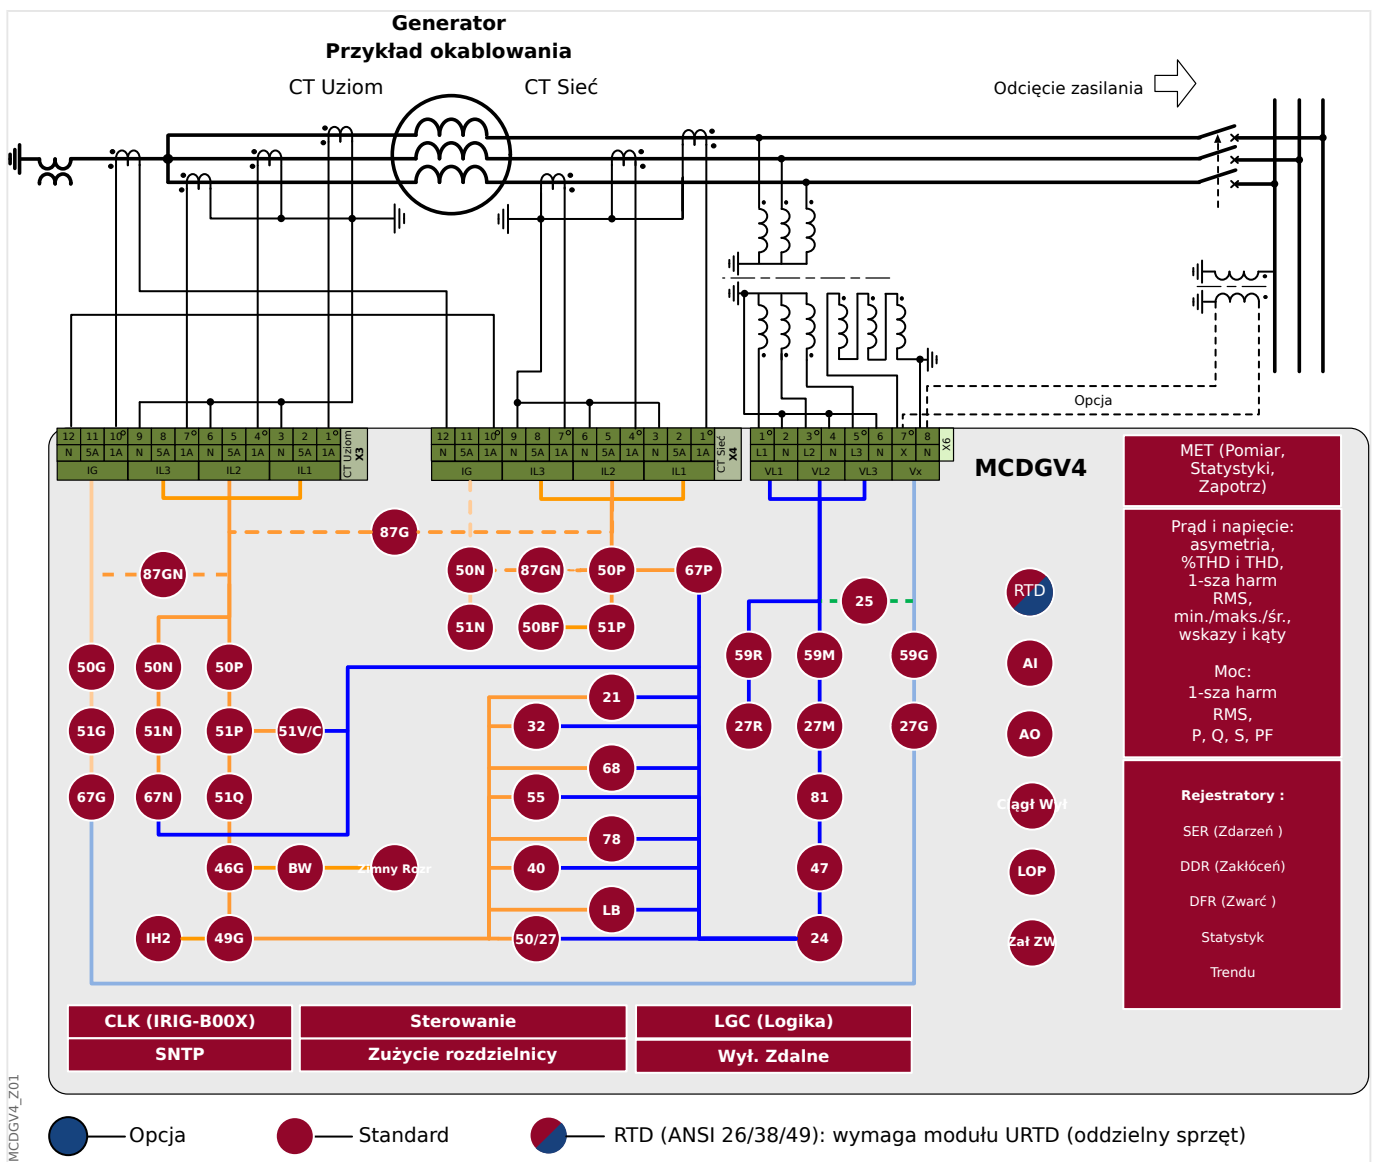 Generator
Przykład okablowania
CT Uziom
CT Sieć
Odcięcie zasilania
Opcja
12 11 10 9 8 7 6 5 4 3 2 1
N 5A 1A N 5A 1A N 5A 1A N 5A 1A
IG IL3 IL2 IL1
CT Uziom
X3
12 11 10 9 8 7 6 5 4 3 2 1
N 5A 1A N 5A 1A N 5A 1A N 5A 1A
IG IL3 IL2 IL1
CT Sieć
X4
1 2 3 4 5 6 7 8
L1 N L2 N L3 N X N
VL1 VL2 VL3 Vx
X6
MCDGV4
MET (Pomiar,
Statystyki,
Zapotrz)
Prąd i napięcie:
asymetria,
%THD i THD,
1-sza harm
RMS,
min./maks./śr.,
wskazy i kąty
Moc:
1-sza harm
RMS,
P, Q, S, PF
Rejestratory :
SER (Zdarzeń )
DDR (Zakłóceń)
DFR (Zwarć )
Statystyk
Trendu
87G
87GN
50N 87GN 50P 67P
51N 50BF 51P
25
59R 59M 59G
27R 27M 27G
50G 50N 50P
51G 51N 51P 51V/C
67G 67N 51Q
46G BW Zimny Rozr
IH2 49G
21
32
68
55
78
40
LB
50/27
81
47
24
RTD
AI
AO
Ciągł Wył
LOP
Zał ZW
CLK (IRIG-B00X)
SNTP
Sterowanie
Zużycie rozdzielnicy
LGC (Logika)
Wył. Zdalne
MCDGV4_Z01
Opcja
Standard
RTD (ANSI 26/38/49): wymaga modułu URTD (oddzielny sprzęt)